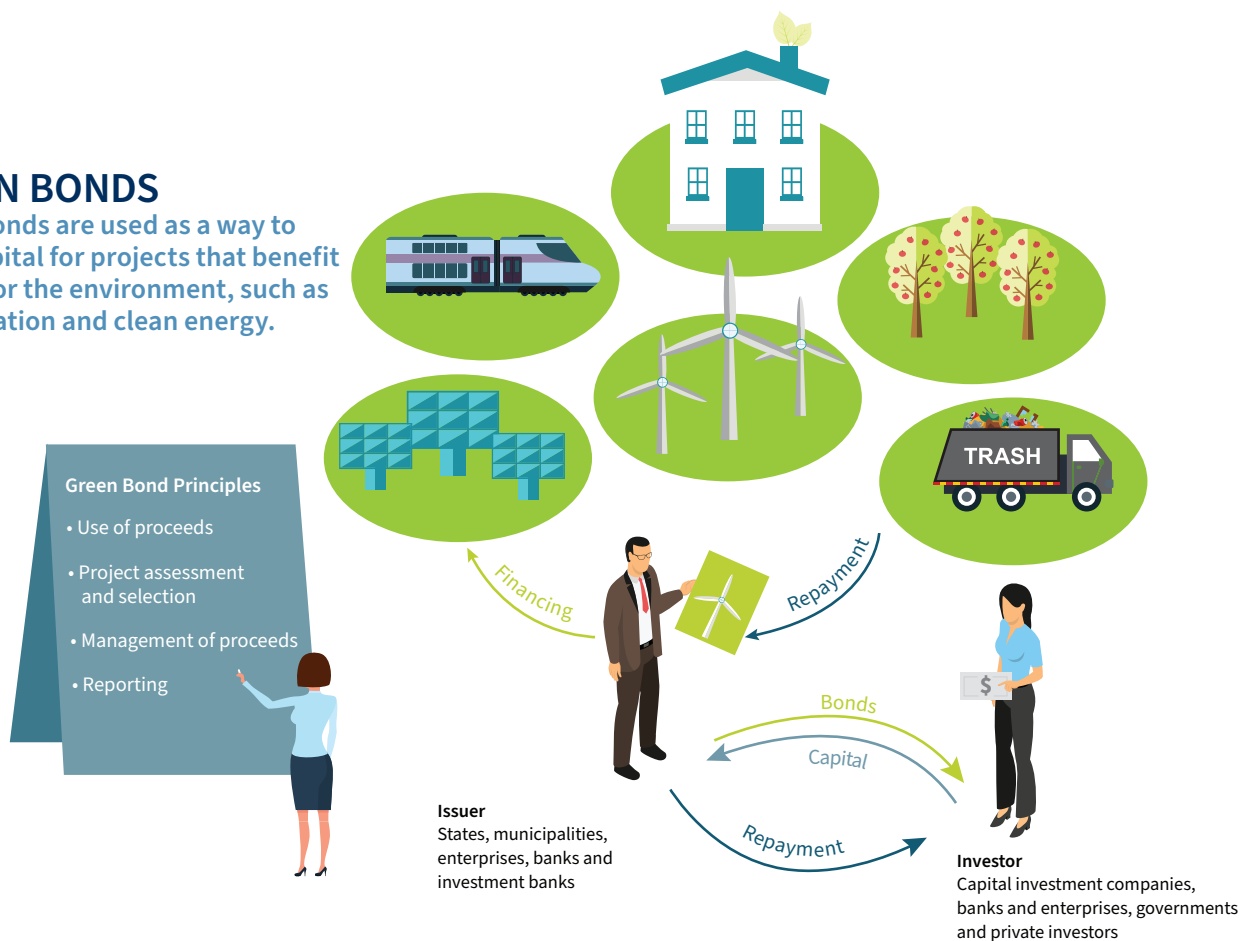 N BONDS
onds are used as a way to
pital for projects that benefit
or the environment, such as
ation and clean energy.
Green Bond Principles
• Use of proceeds
• Project assessment
and selection
• Management of proceeds
• Reporting
TRASH
Financing
Repayment
$
Bonds
Capital
Repayment
Issuer
States, municipalities,
enterprises, banks and
investment banks
Investor
Capital investment companies,
banks and enterprises, governments
and private investors